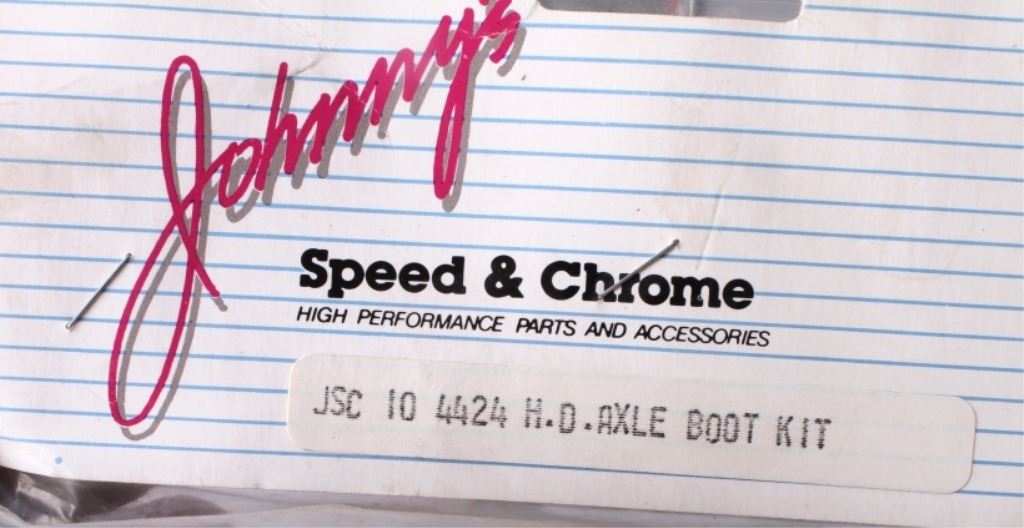 Johnny's
Speed & Chrome
HIGH PERFORMANCE PARTS AND ACCESSORIES
JSC 10 4424 H.D.AXLE BOOT KIT